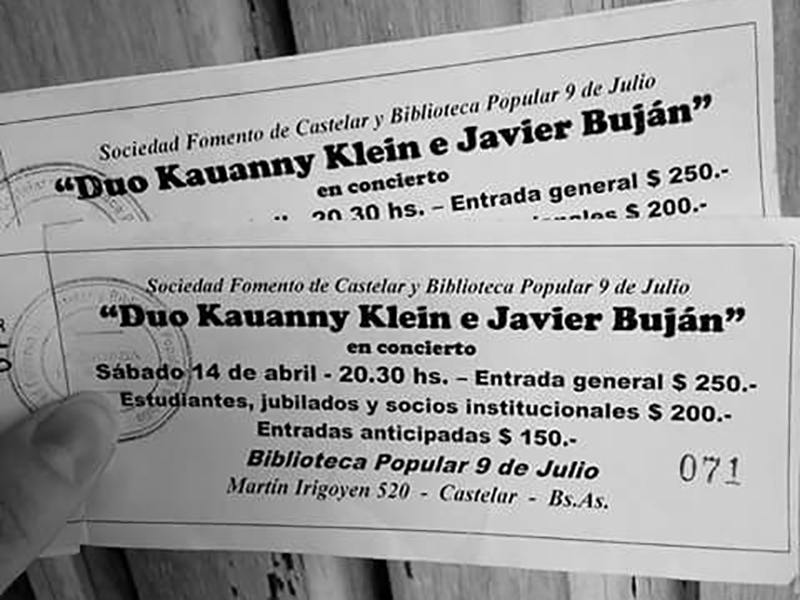 Sociedad Fomento de Castelar y Biblioteca Popular 9 de Julio
“Duo Kauanny Klein e Javier Buján”
en concierto
20.30 hs. – Entrada general $ 250.-
$ 200.-
Sociedad Fomento de Castelar y Biblioteca Popular 9 de Julio
“Duo Kauanny Klein e Javier Buján”
en concierto
Sábado 14 de abril - 20.30 hs. – Entrada general $ 250.-
Estudiantes, jubilados y socios institucionales $ 200.-
Entradas anticipadas $ 150.-
Biblioteca Popular 9 de Julio
071
Martín Irigoyen 520 - Castelar - Bs.As.